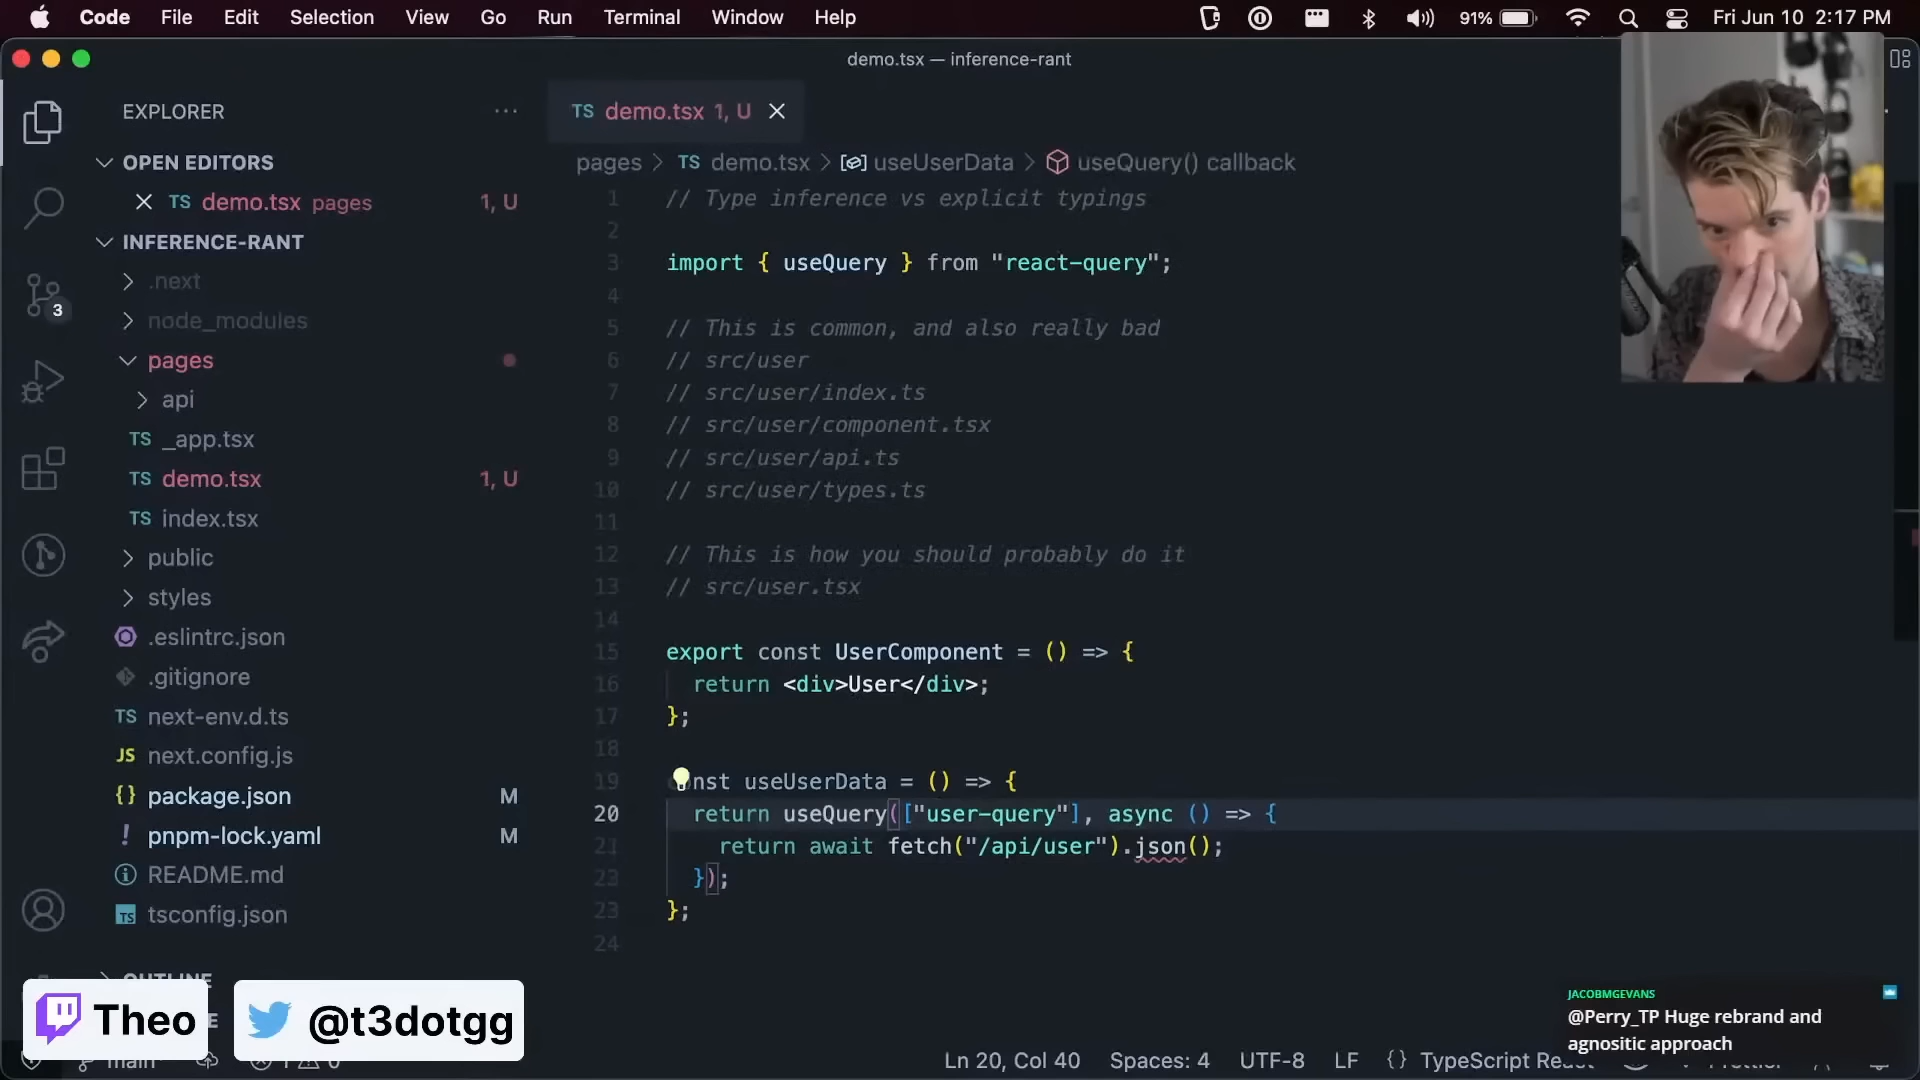 Code File Edit Selection View Go Run Terminal Window Help 91% Fri Jun 10 2:17 PM
demo.tsx — inference-rant
EXPLORER ···
TS demo.tsx 1, U
OPEN EDITORS
pages > TS demo.tsx > useUserData > useQuery() callback
TS demo.tsx pages 1, U
INFERENCE-RANT
.next
node_modules
3
pages
api
TS _app.tsx
TS demo.tsx 1, U
TS index.tsx
public
styles
.eslintrc.json
.gitignore
TS next-env.d.ts
JS next.config.js
{} package.json M
! pnpm-lock.yaml M
README.md
TS tsconfig.json
OUTLINE
1 // Type inference vs explicit typings
2
3 import { useQuery } from "react-query";
4
5 // This is common, and also really bad
6 // src/user
7 // src/user/index.ts
8 // src/user/component.tsx
9 // src/user/api.ts
10 // src/user/types.ts
11
12 // This is how you should probably do it
13 // src/user.tsx
14
15 export const UserComponent = () => {
16 return <div>User</div>;
17 };
18
19 const useUserData = () => {
20 return useQuery(["user-query"], async () => {
21 return await fetch("/api/user").json();
23 });
23 };
24
Theo
@t3dotgg
JACOBMGEVANS
@Perry_TP Huge rebrand and
agnositic approach
main 1 0 Ln 20, Col 40 Spaces: 4 UTF-8 LF {} TypeScript